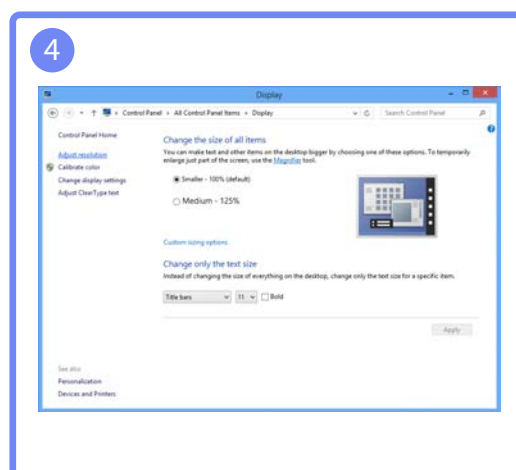 4
Display
Control Panel › All Control Panel Items › Display
Search Control Panel
Control Panel Home
Adjust resolution
Calibrate color
Change display settings
Adjust ClearType text
Change the size of all items
You can make text and other items on the desktop bigger by choosing one of these options. To temporarily
enlarge just part of the screen, use the Magnifier tool.
Smaller - 100% (default)
Medium - 125%
Custom sizing options
Change only the text size
Instead of changing the size of everything on the desktop, change only the text size for a specific item.
Title bars 11 Bold
Apply
See also
Personalization
Devices and Printers